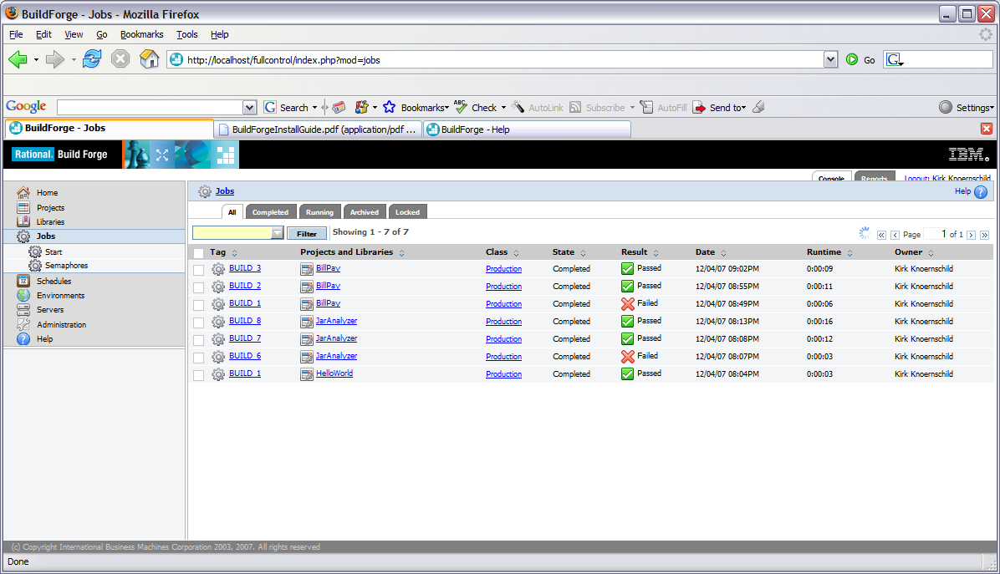 BuildForge - Jobs - Mozilla Firefox
File Edit View Go Bookmarks Tools Help
http://localhost/fullcontrol/index.php?mod=jobs Go G
Google G Search Bookmarks ABC Check AutoLink Subscribe AutoFill Send to Settings
BuildForge - Jobs BuildForgeInstallGuide.pdf (application/pdf ... BuildForge - Help
Rational. Build Forge IBM.
Console Reports Logout: Kirk Knoernschild
Home
Projects
Libraries
Jobs
Start
Semaphores
12 Schedules
Environments
Servers
Administration
? Help
Jobs Help ?
All Completed Running Archived Locked
Filter Showing 1 - 7 of 7 Page 1 of 1
Tag Projects and Libraries Class State Result Date Runtime Owner
BUILD_3 BillPay Production Completed Passed 12/04/07 09:02PM 0:00:09 Kirk Knoernschild
BUILD_2 BillPay Production Completed Passed 12/04/07 08:55PM 0:00:11 Kirk Knoernschild
BUILD_1 BillPay Production Completed Failed 12/04/07 08:49PM 0:00:06 Kirk Knoernschild
BUILD_8 JarAnalyzer Production Completed Passed 12/04/07 08:13PM 0:00:16 Kirk Knoernschild
BUILD_7 JarAnalyzer Production Completed Passed 12/04/07 08:08PM 0:00:12 Kirk Knoernschild
BUILD_6 JarAnalyzer Production Completed Failed 12/04/07 08:07PM 0:00:03 Kirk Knoernschild
BUILD_1 HelloWorld Production Completed Passed 12/04/07 08:04PM 0:00:03 Kirk Knoernschild
(c) Copyright International Business Machines Corporation 2003, 2007. All rights reserved
Done